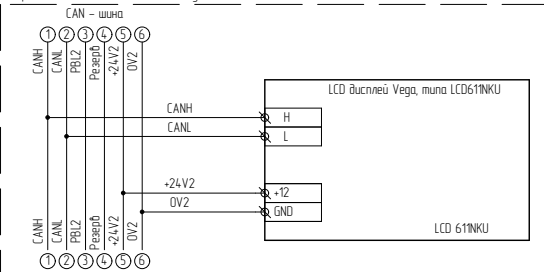 CAN - шина
1 2 3 4 5 6
CANH
CANL
PBL2
Резерв
+24V2
0V2
LCD дисплей Vega, типа LCD611NKU
CANH
H
CANL
L
+24V2
+12
0V2
GND
LCD 611NKU
CANH
CANL
PBL2
Резерв
+24V2
0V2
1 2 3 4 5 6